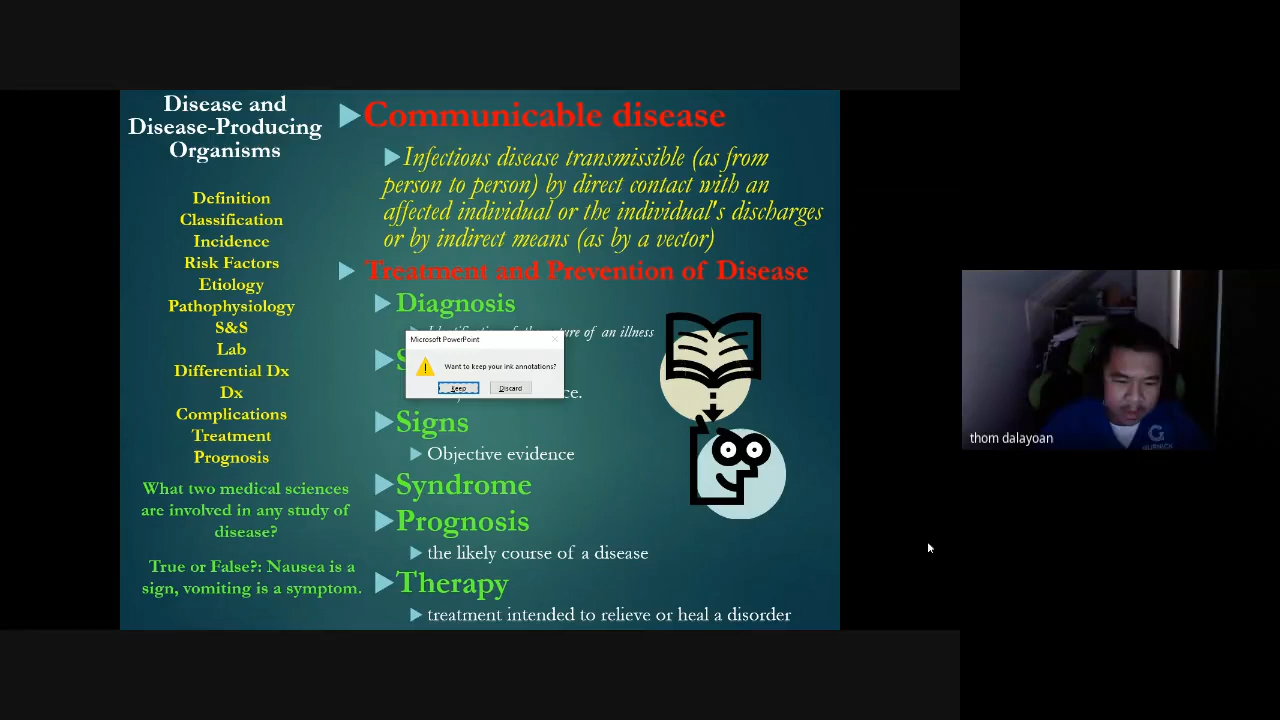 Disease and
Disease-Producing
Organisms
Definition
Classification
Incidence
Risk Factors
Etiology
Pathophysiology
S&S
Lab
Differential Dx
Dx
Complications
Treatment
Prognosis
What two medical sciences
are involved in any study of
disease?
True or False?: Nausea is a
sign, vomiting is a symptom.
Communicable disease
Infectious disease transmissible (as from
person to person) by direct contact with an
affected individual or the individual's discharges
or by indirect means (as by a vector)
Treatment and Prevention of Disease
Diagnosis
of an illness
Signs
Objective evidence
Syndrome
Prognosis
the likely course of a disease
Therapy
treatment intended to relieve or heal a disorder
Microsoft PowerPoint
Want to keep your ink annotations?
Keep
Discard
thom dalayoan